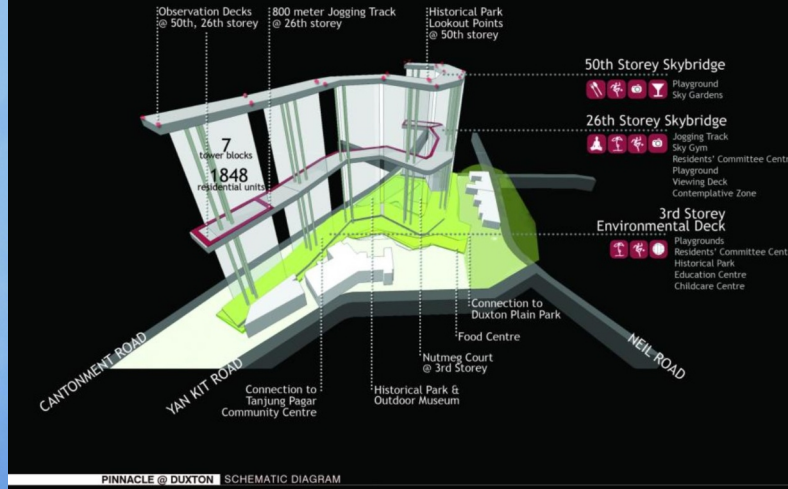 Observation Decks
@ 50th, 26th storey
800 meter Jogging Track
@ 26th storey
Historical Park
Lookout Points
@ 50th storey
50th Storey Skybridge
Playground
Sky Gardens
26th Storey Skybridge
Jogging Track
Sky Gym
Residents' Committee Centr
Playground
Viewing Deck
Contemplative Zone
7
tower blocks
1848
residential units
3rd Storey
Environmental Deck
Playgrounds
Residents' Committee Cent
Historical Park
Education Centre
Childcare Centre
Connection to
Duxton Plain Park
Food Centre
Nutmeg Court
@ 3rd Storey
Historical Park &
Outdoor Museum
Connection to
Tanjung Pagar
Community Centre
CANTONMENT ROAD
YAN KIT ROAD
NEIL ROAD
PINNACLE @ DUXTON SCHEMATIC DIAGRAM